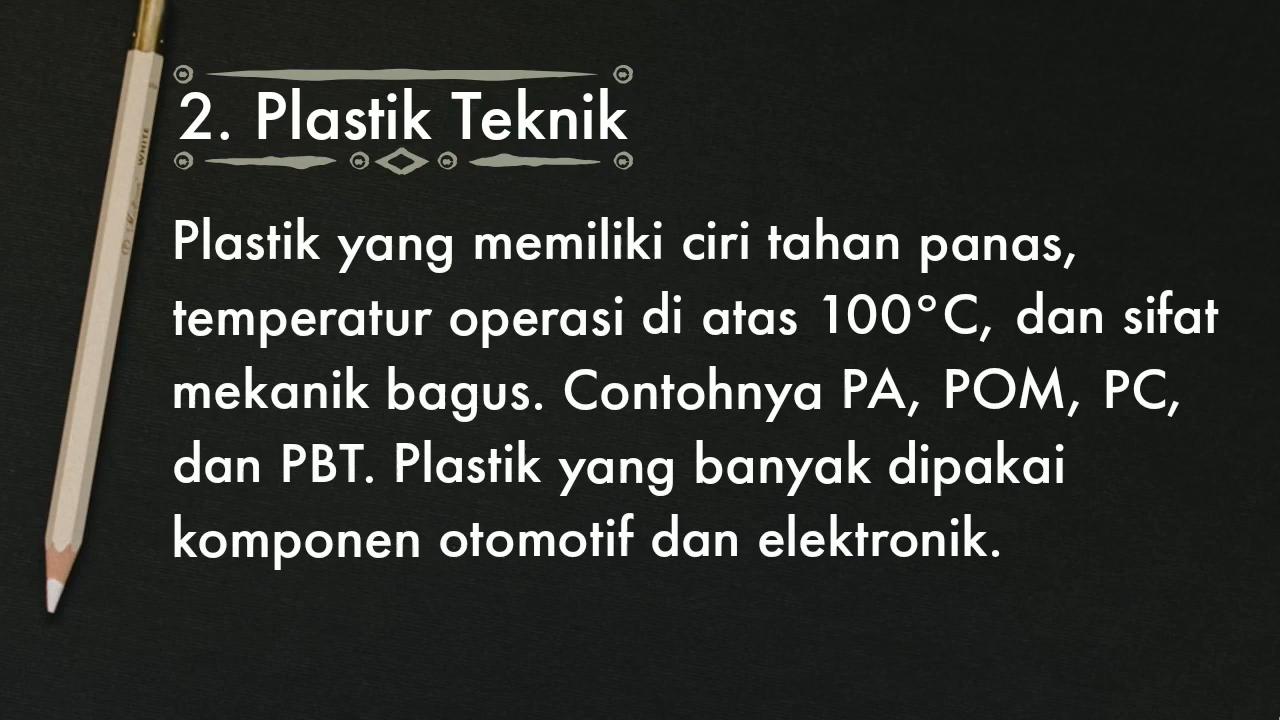 2. Plastik Teknik
Plastik yang memiliki ciri tahan panas,
temperatur operasi di atas 100°C, dan sifat
mekanik bagus. Contohnya PA, POM, PC,
dan PBT. Plastik yang banyak dipakai
komponen otomotif dan elektronik.
WHITE